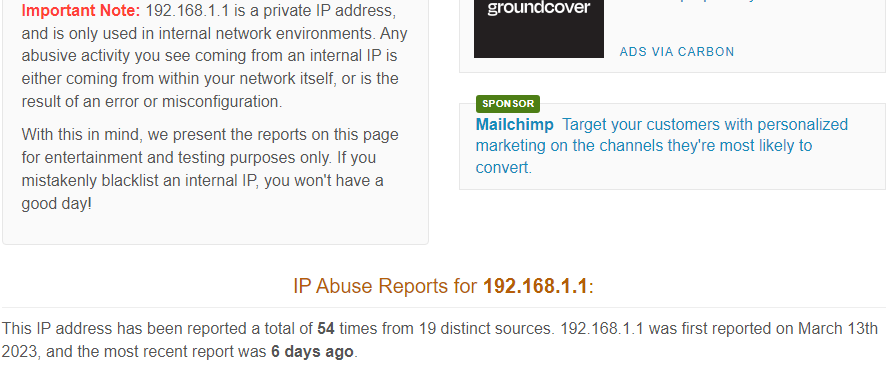 Important Note: 192.168.1.1 is a private IP address,
and is only used in internal network environments. Any
abusive activity you see coming from an internal IP is
either coming from within your network itself, or is the
result of an error or misconfiguration.
With this in mind, we present the reports on this page
for entertainment and testing purposes only. If you
mistakenly blacklist an internal IP, you won't have a
good day!
groundcover
ADS VIA CARBON
SPONSOR
Mailchimp Target your customers with personalized
marketing on the channels they're most likely to
convert.
IP Abuse Reports for 192.168.1.1:
This IP address has been reported a total of 54 times from 19 distinct sources. 192.168.1.1 was first reported on March 13th
2023, and the most recent report was 6 days ago.